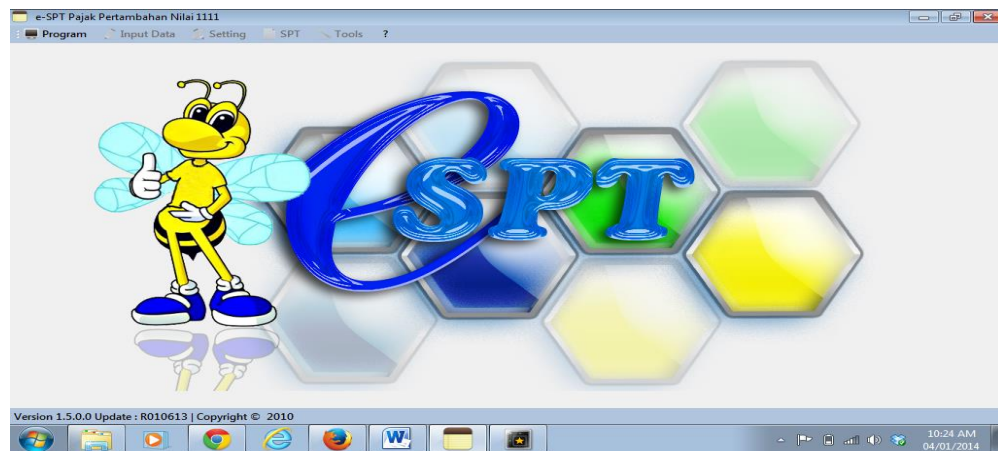 e-SPT Pajak Pertambahan Nilai 1111
Program Input Data Setting SPT Tools ?
eSPT
Version 1.5.0.0 Update : R010613 | Copyright © 2010
W
10:24 AM
04/01/2014